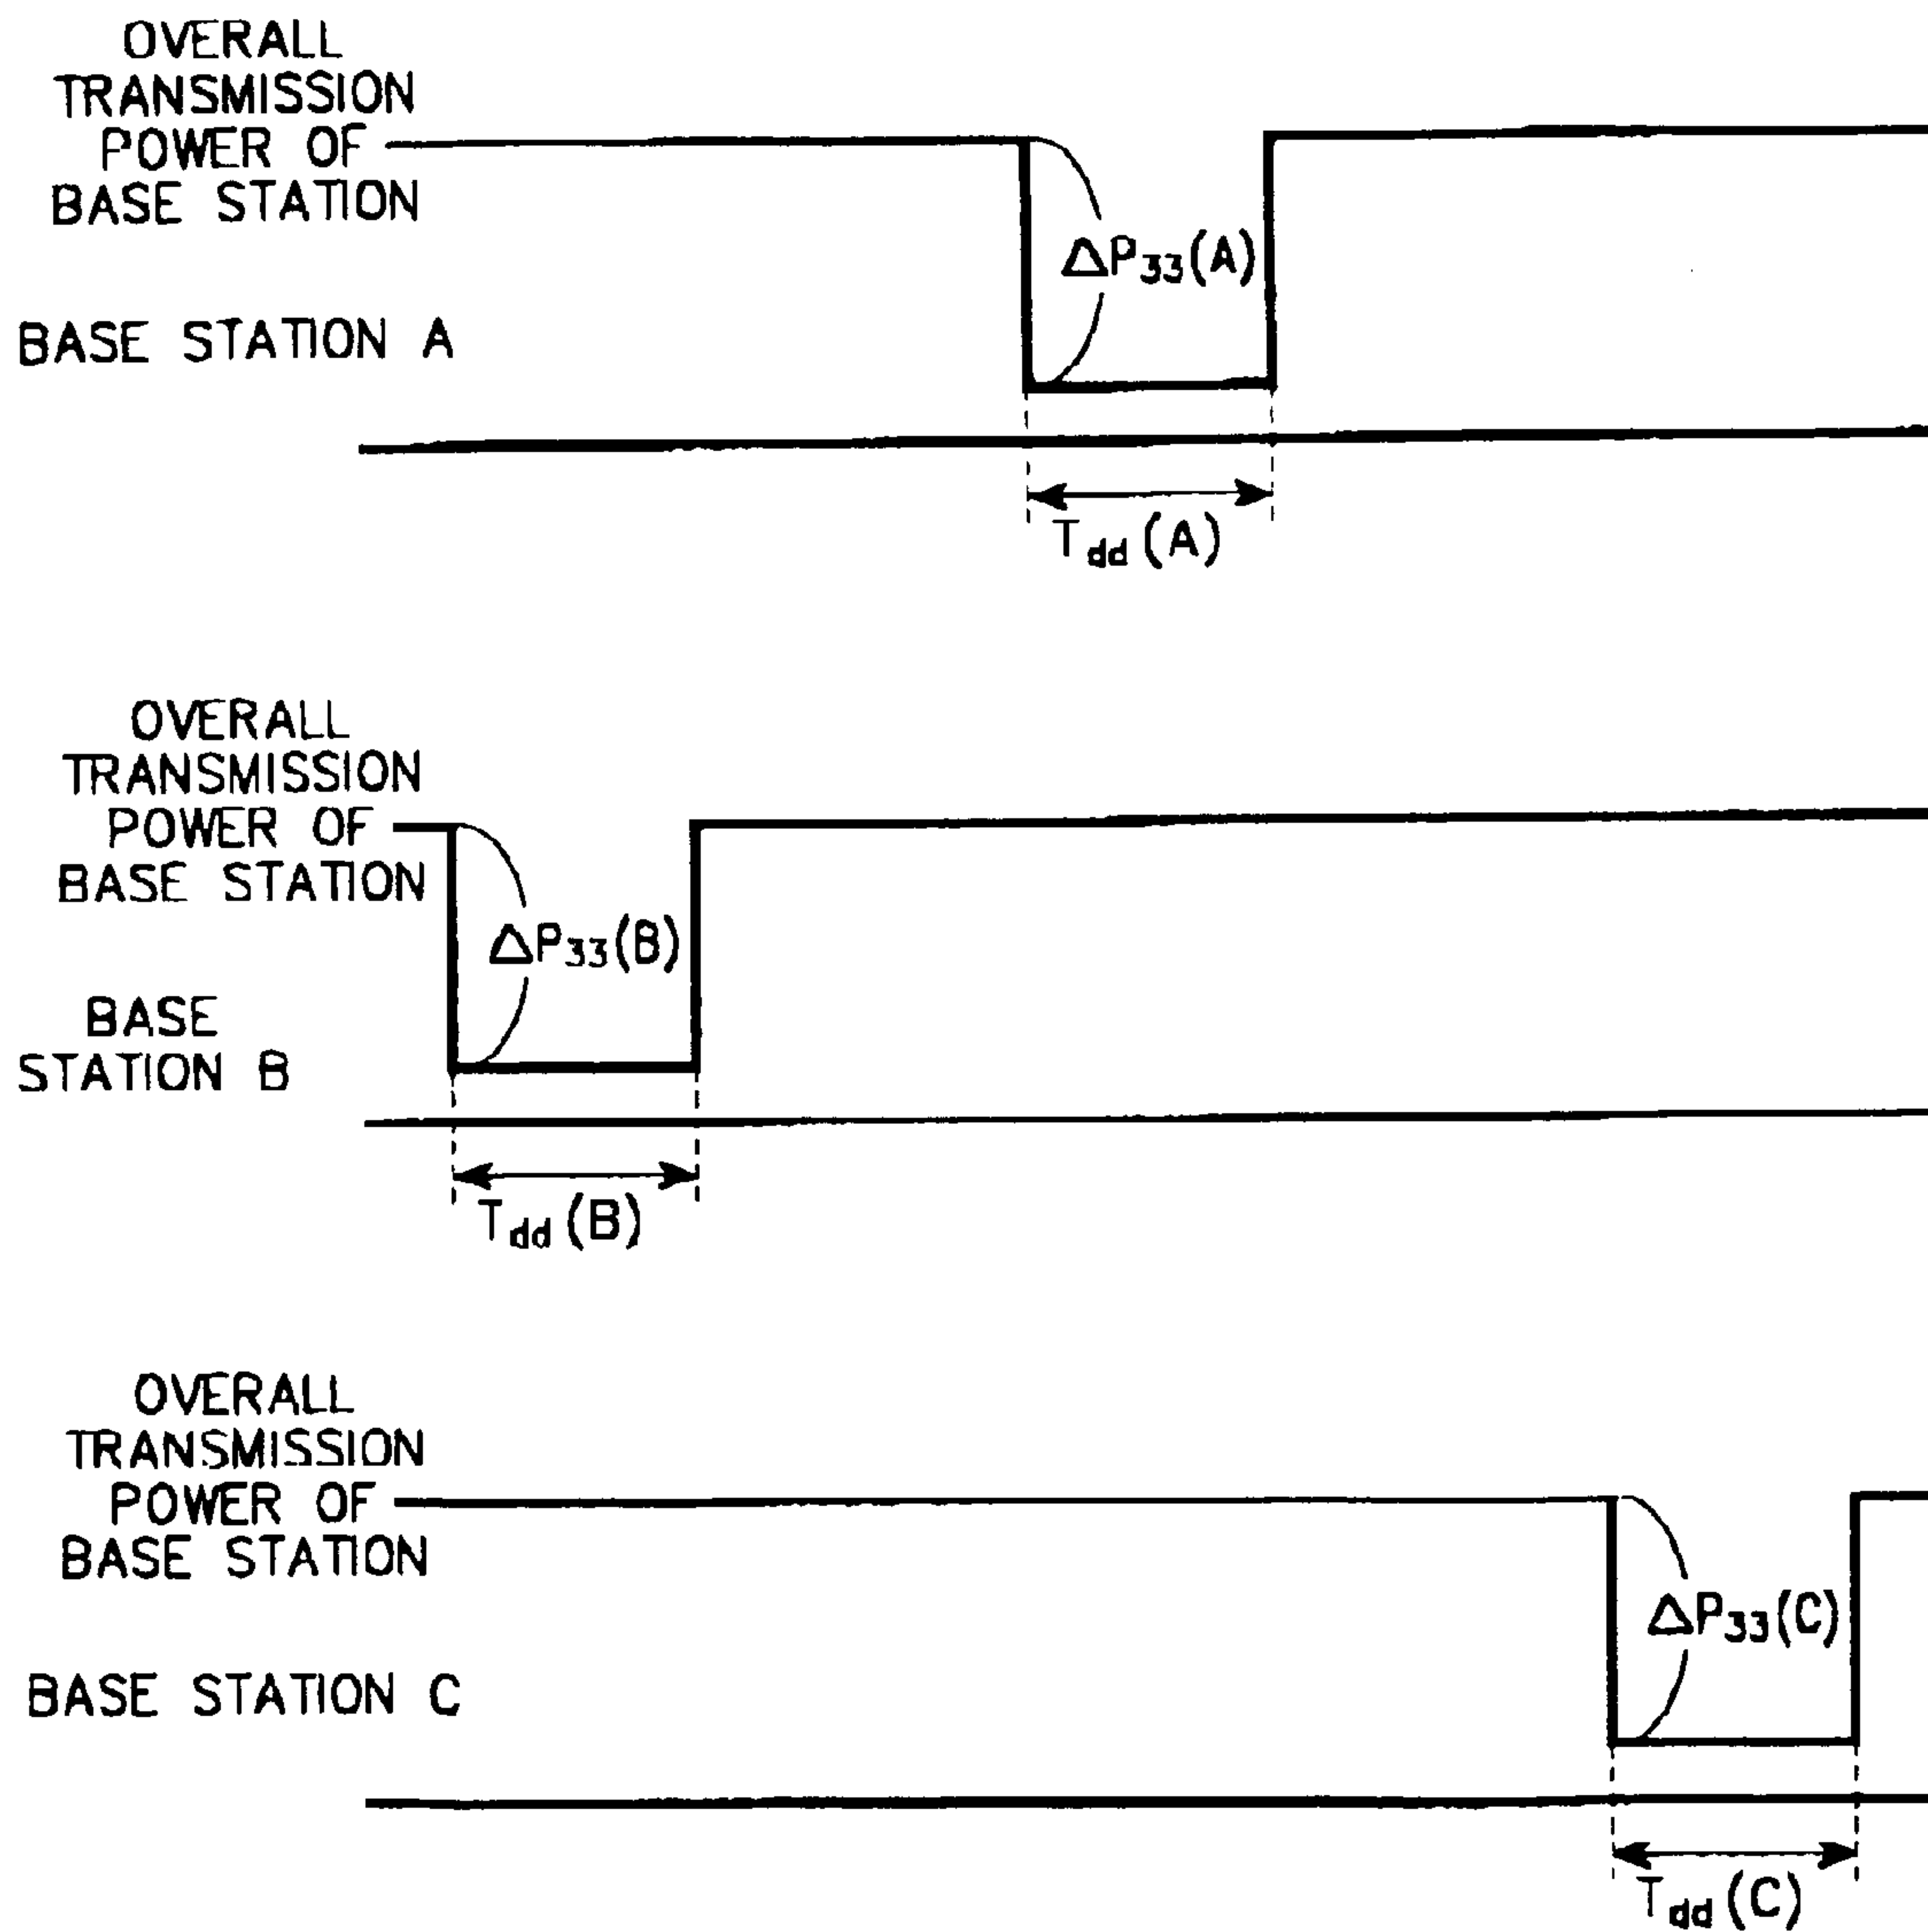 OVERALL
TRANSMISSION
POWER OF
BASE STATION
ΔP33(A)
BASE STATION A
Tdd(A)
OVERALL
TRANSMISSION
POWER OF
BASE STATION
ΔP33(B)
BASE
STATION B
Tdd(B)
OVERALL
TRANSMISSION
POWER OF
BASE STATION
ΔP33(C)
BASE STATION C
Tdd(C)